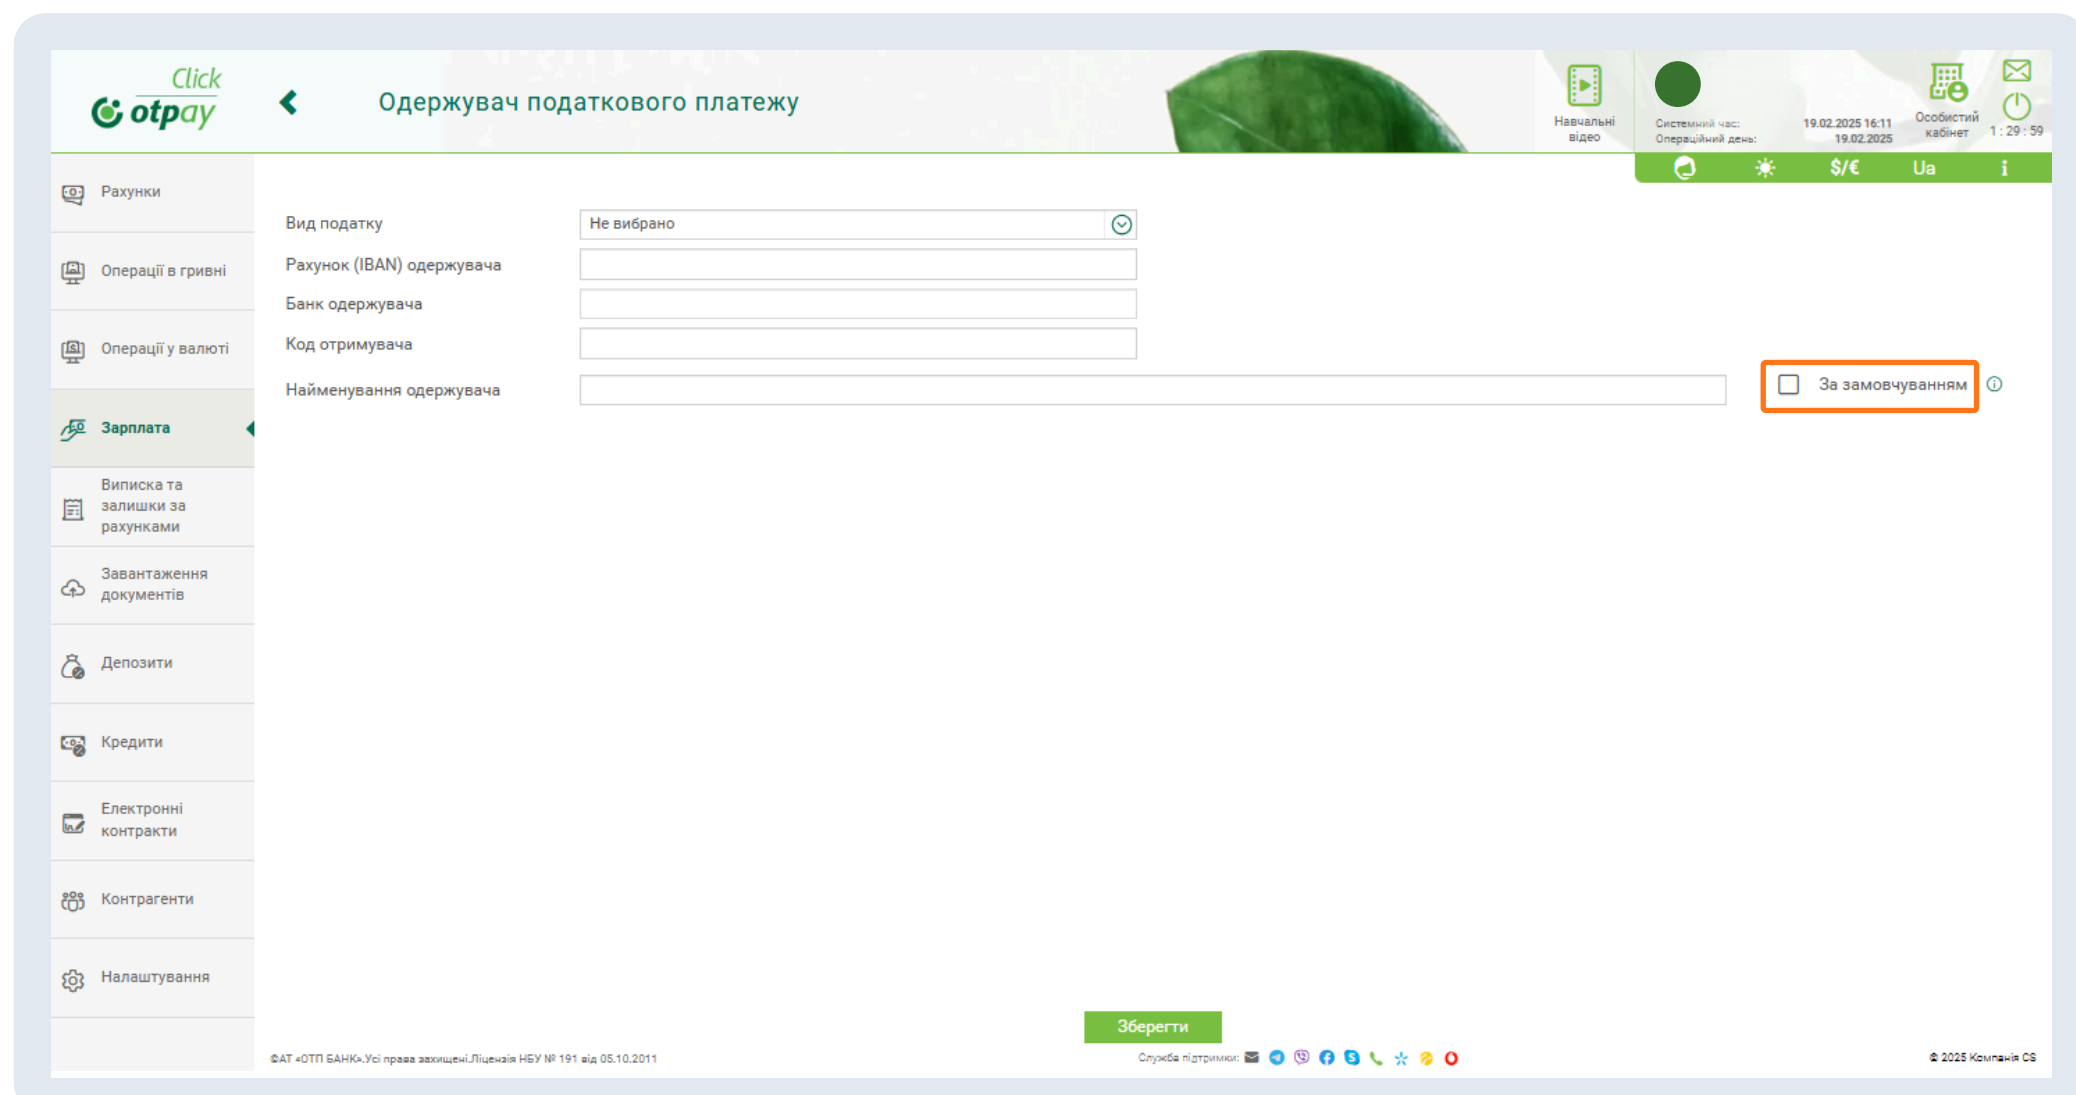 Click
otpay
Одержувач податкового платежу
Навчальні
відео
Системний час: 19.02.2025 16:11
Операційний день: 19.02.2025
Особистий
кабінет
1 : 29 : 59
$/€ Ua i
Рахунки
Операції в гривні
Операції у валюті
Зарплата
Виписка та
залишки за
рахунками
Завантаження
документів
Депозити
Кредити
Електронні
контракти
Контрагенти
Налаштування
Вид податку Не вибрано
Рахунок (IBAN) одержувача
Банк одержувача
Код отримувача
Найменування одержувача За замовчуванням
Зберегти
©АТ «ОТП БАНК».Усі права захищені.Ліцензія НБУ № 191 від 05.10.2011
Служба підтримки:
© 2025 Компанія CS